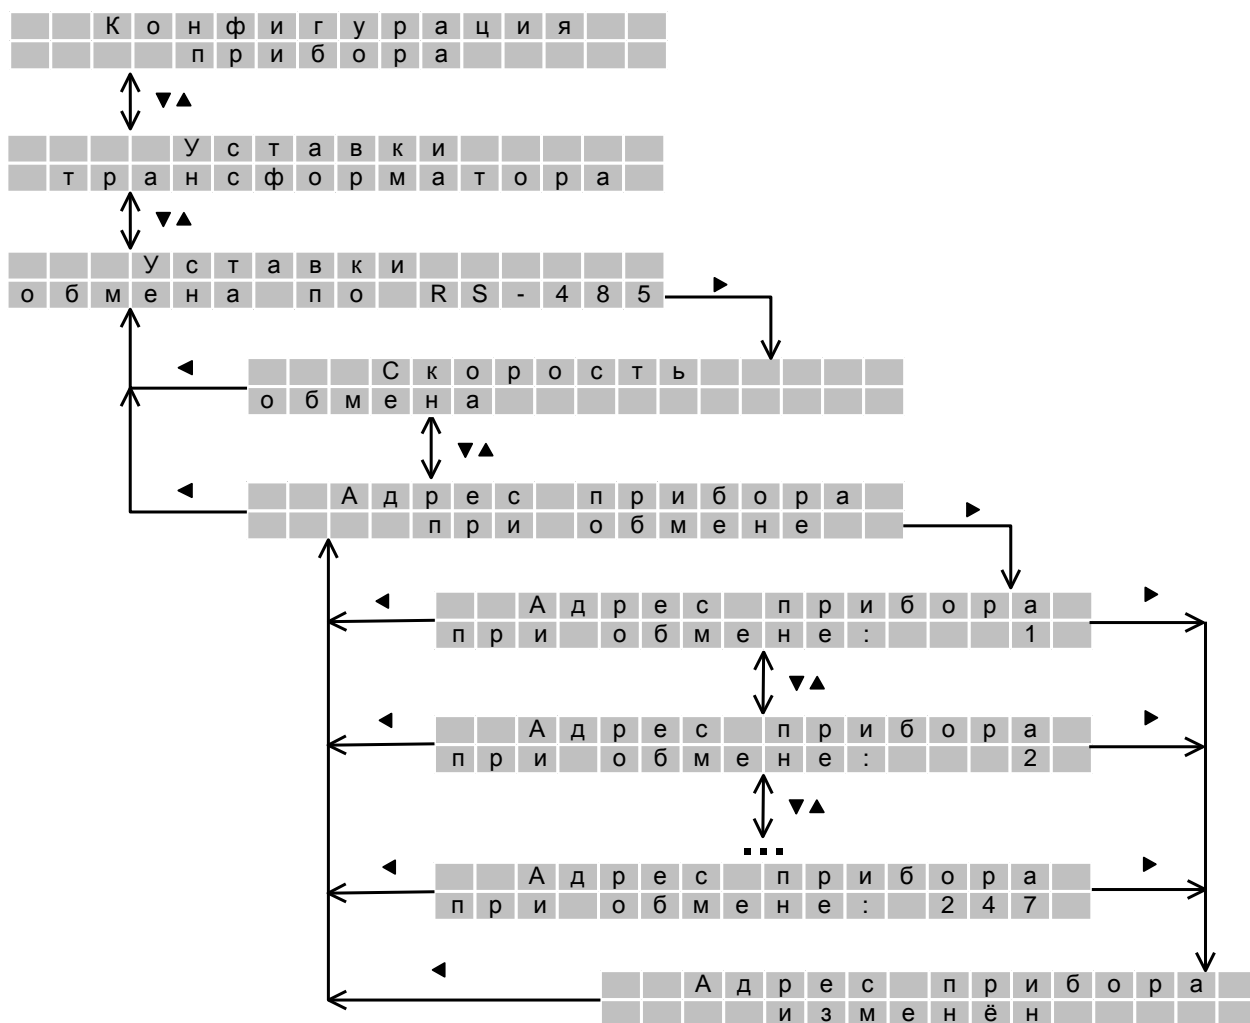 Конфигурация
прибора
Уставки
трансформатора
Уставки
обмена по RS-485
Скорость
обмена
Адрес прибора
при обмене
Адрес прибора
при обмене: 1
Адрес прибора
при обмене: 2
...
Адрес прибора
при обмене: 247
Адрес прибора
изменён